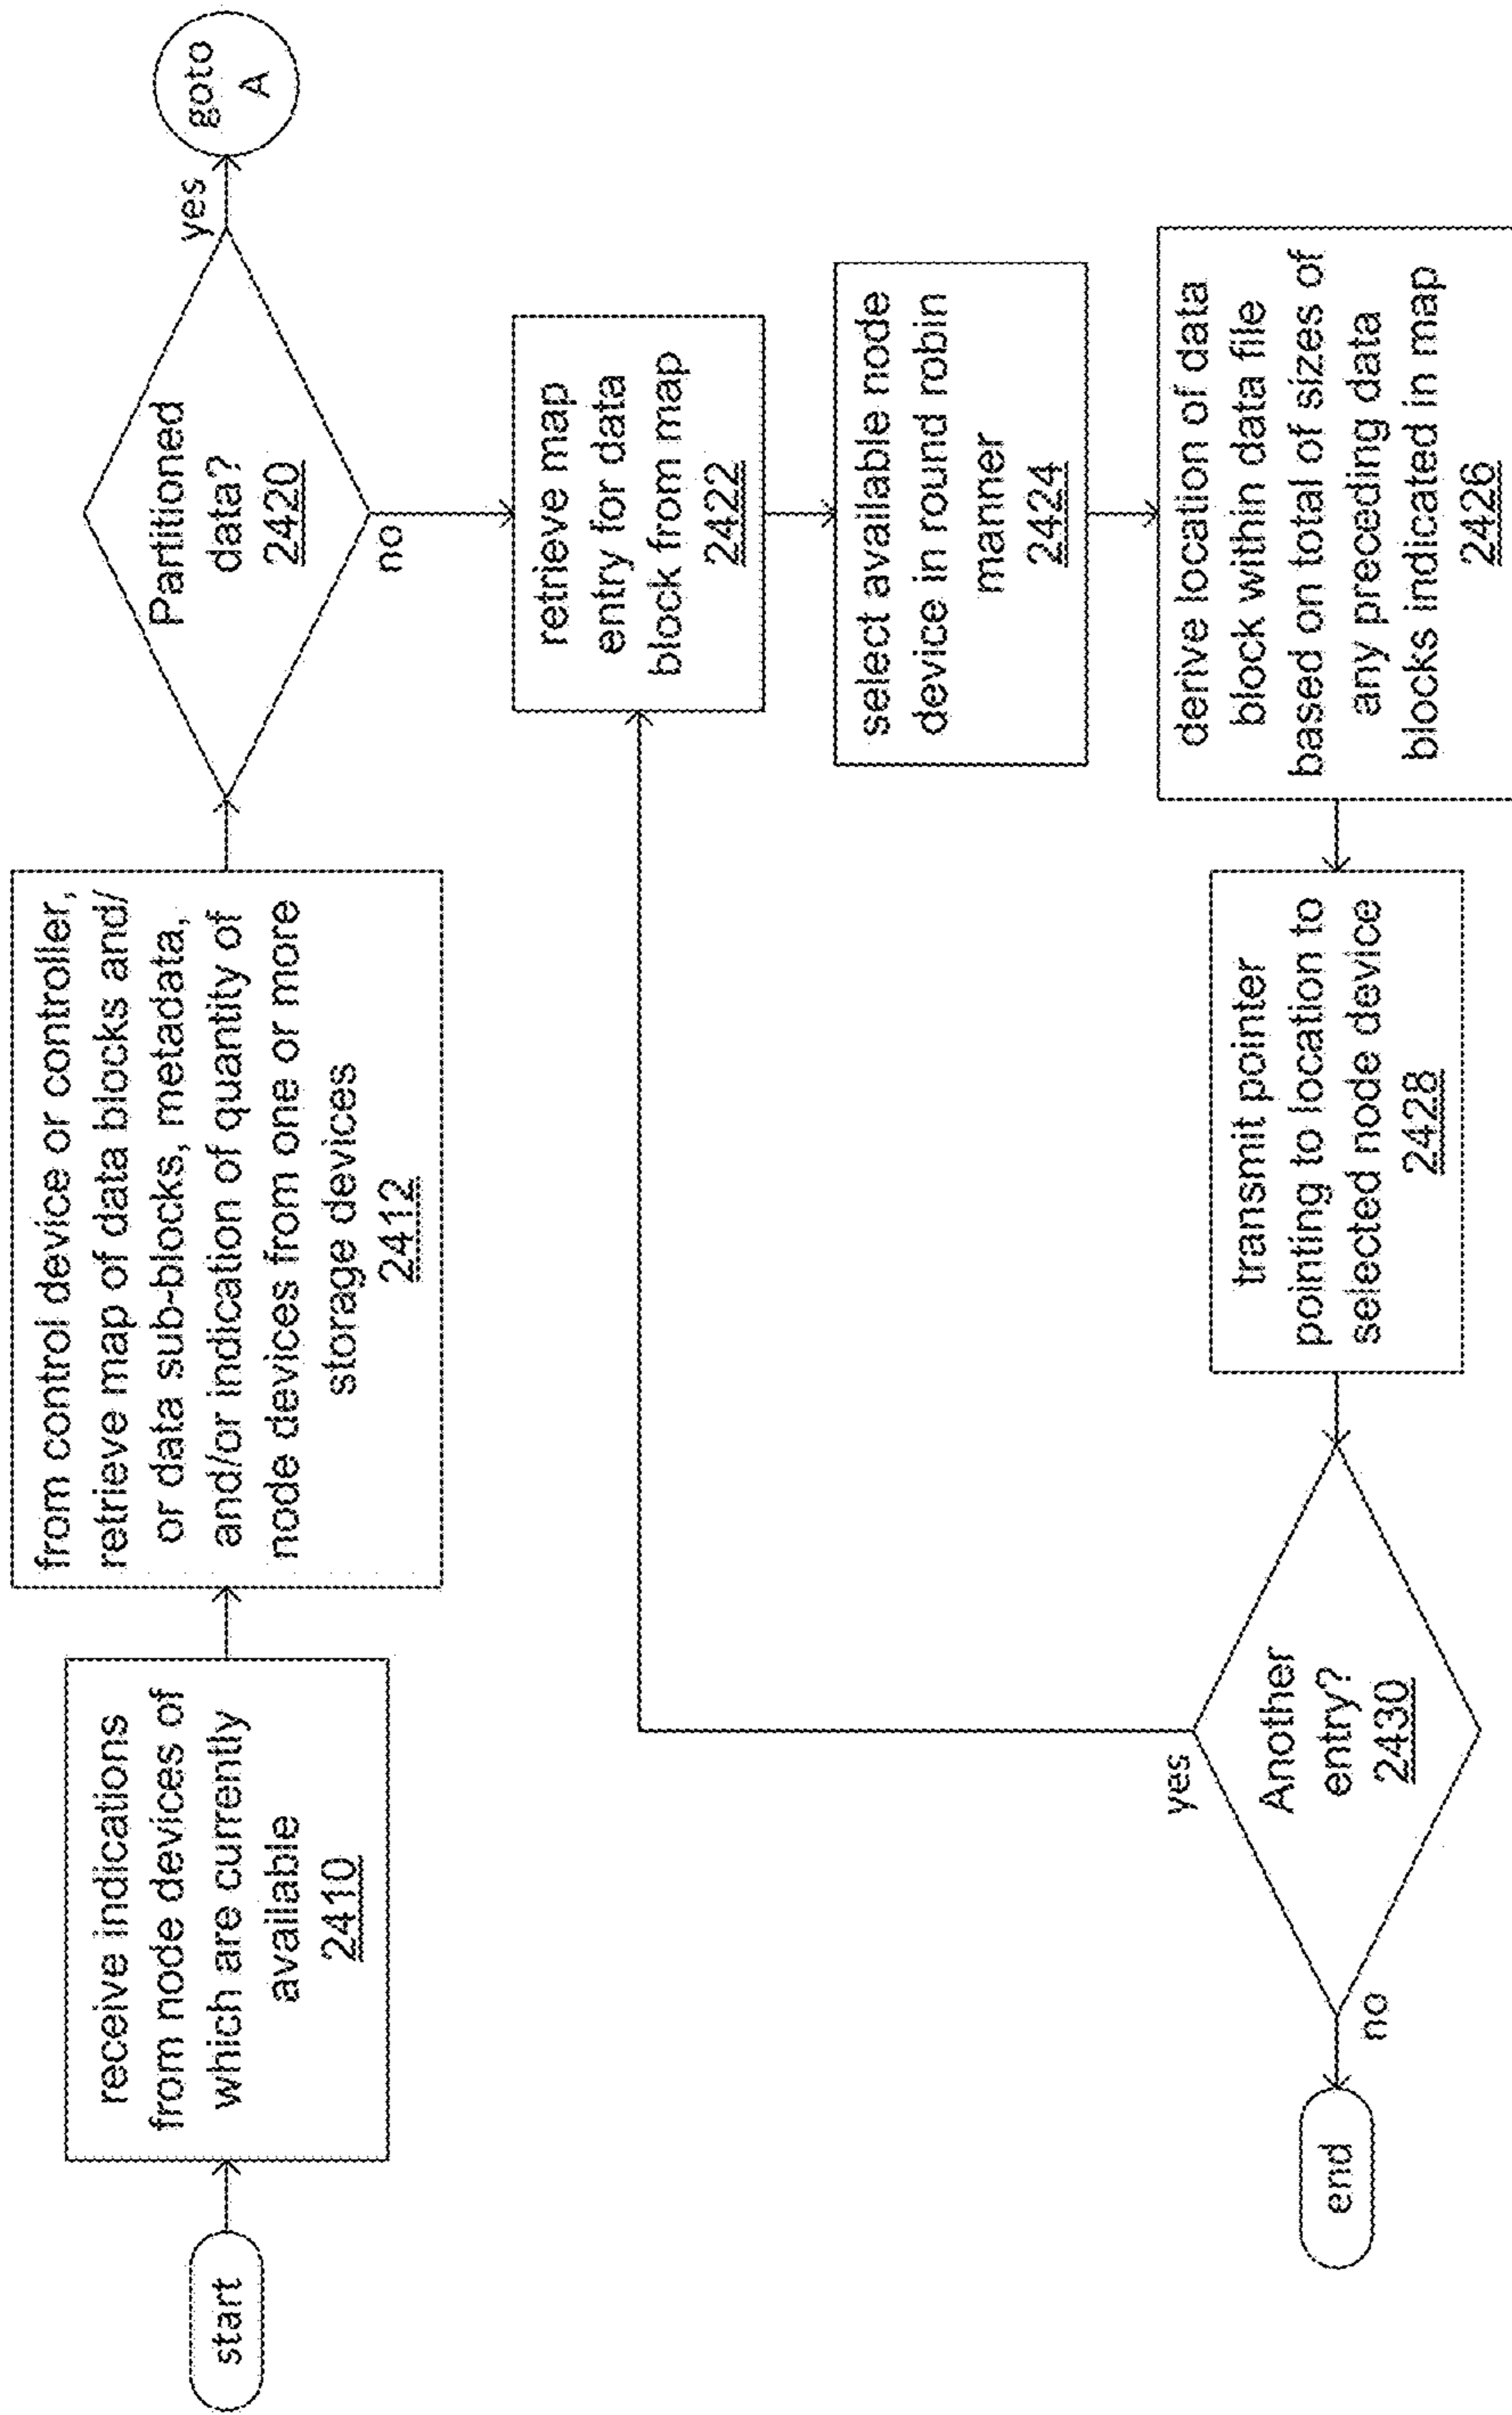 start
receive indications
from node devices of
which are currently
available
2410
from control device or controller,
retrieve map of data blocks and/
or data sub-blocks, metadata,
and/or indication of quantity of
node devices from one or more
storage devices
2412
Partitioned
data?
2420
yes
goto
A
no
retrieve map
entry for data
block from map
2422
select available node
device in round robin
manner
2424
derive location of data
block within data file
based on total of sizes of
any preceding data
blocks indicated in map
2426
transmit pointer
pointing to location to
selected node device
2428
Another
entry?
2430
yes
no
end